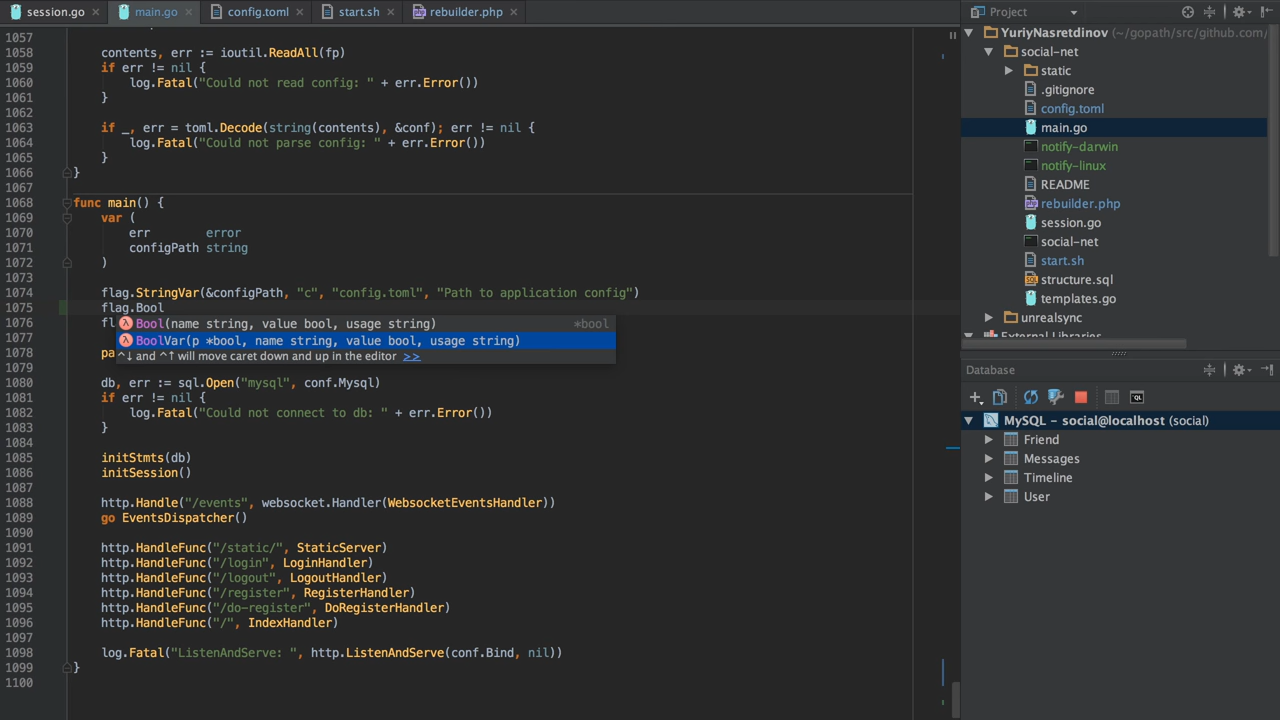 session.go
main.go
config.toml
start.sh
rebuilder.php
1057
1058 contents, err := ioutil.ReadAll(fp)
1059 if err != nil {
1060 log.Fatal("Could not read config: " + err.Error())
1061 }
1062
1063 if _, err = toml.Decode(string(contents), &conf); err != nil {
1064 log.Fatal("Could not parse config: " + err.Error())
1065 }
1066 }
1067
1068 func main() {
1069 var (
1070 err error
1071 configPath string
1072 )
1073
1074 flag.StringVar(&configPath, "c", "config.toml", "Path to application config")
1075 flag.Bool
1076 fl
Bool(name string, value bool, usage string) *bool
1077
BoolVar(p *bool, name string, value bool, usage string)
1078 pa
^↓ and ^↑ will move caret down and up in the editor >>
1079
1080 db, err := sql.Open("mysql", conf.Mysql)
1081 if err != nil {
1082 log.Fatal("Could not connect to db: " + err.Error())
1083 }
1084
1085 initStmts(db)
1086 initSession()
1087
1088 http.Handle("/events", websocket.Handler(WebsocketEventsHandler))
1089 go EventsDispatcher()
1090
1091 http.HandleFunc("/static/", StaticServer)
1092 http.HandleFunc("/login", LoginHandler)
1093 http.HandleFunc("/logout", LogoutHandler)
1094 http.HandleFunc("/register", RegisterHandler)
1095 http.HandleFunc("/do-register", DoRegisterHandler)
1096 http.HandleFunc("/", IndexHandler)
1097
1098 log.Fatal("ListenAndServe: ", http.ListenAndServe(conf.Bind, nil))
1099 }
1100
Project
YuriyNasretdinov (~/gopath/src/github.com/
social-net
static
.gitignore
config.toml
main.go
notify-darwin
notify-linux
README
rebuilder.php
session.go
social-net
start.sh
structure.sql
templates.go
unrealsync
External Libraries
Database
QL
MySQL - social@localhost (social)
Friend
Messages
Timeline
User